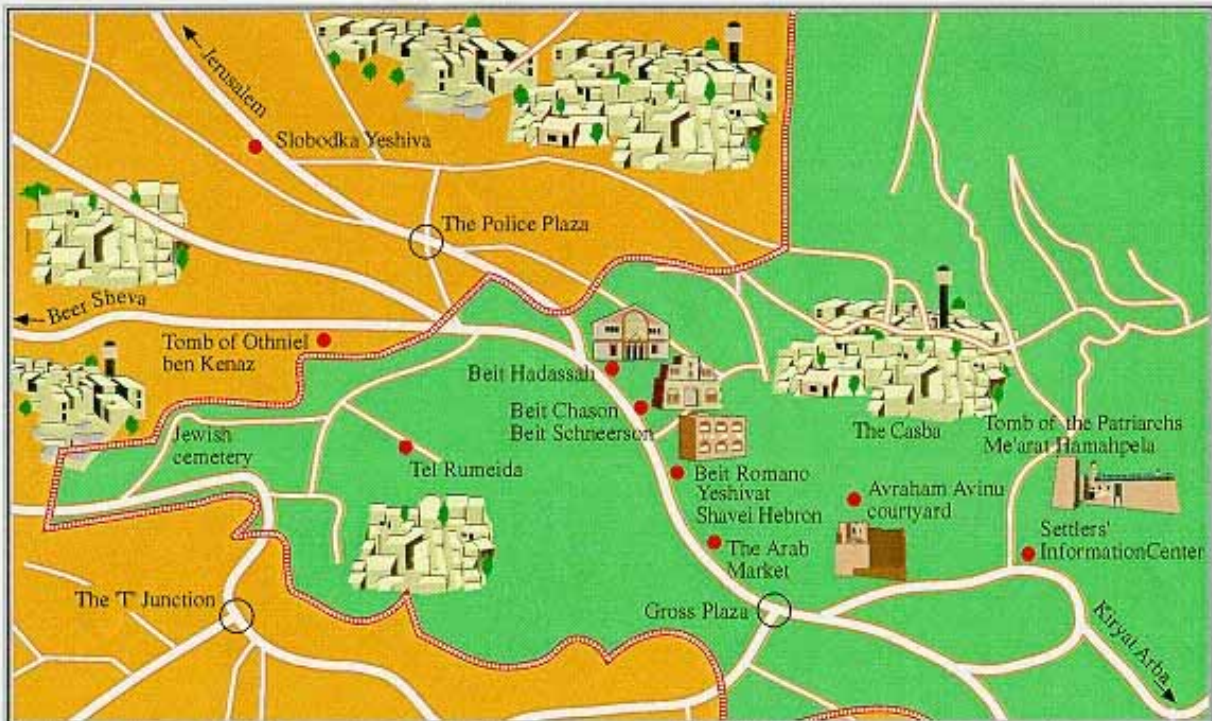 Jerusalem
Slobodka Yeshiva
The Police Plaza
Beer Sheva
Tomb of Othniel
ben Kenaz
Beit Hadassah
Beit Chason
Beit Schneerson
The Casba
Tomb of the Patriarchs
Me'arat Hamahpela
Jewish
cemetery
Tel Rumeida
Beit Romano
Yeshivat
Shavei Hebron
Avraham Avinu
courtyard
Settlers'
Information Center
The Arab
Market
The 'T' Junction
Gross Plaza
Kiryat Arba